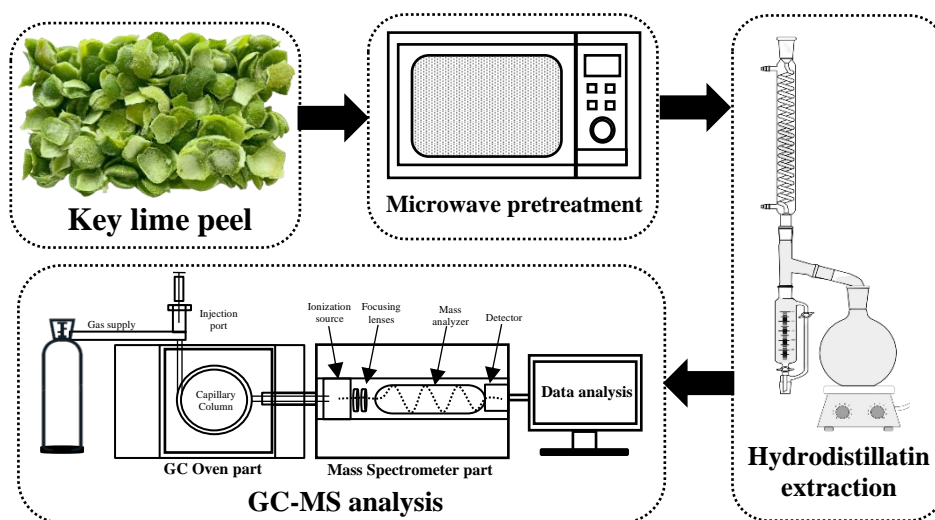 Key lime peel
Microwave pretreatment
Hydrodistillatin
extraction
Gas supply
Injection
port
Ionization
source
Focusing
lenses
Mass
analyzer
Detector
Capillary
Column
Data analysis
GC Oven part
Mass Spectrometer part
GC-MS analysis